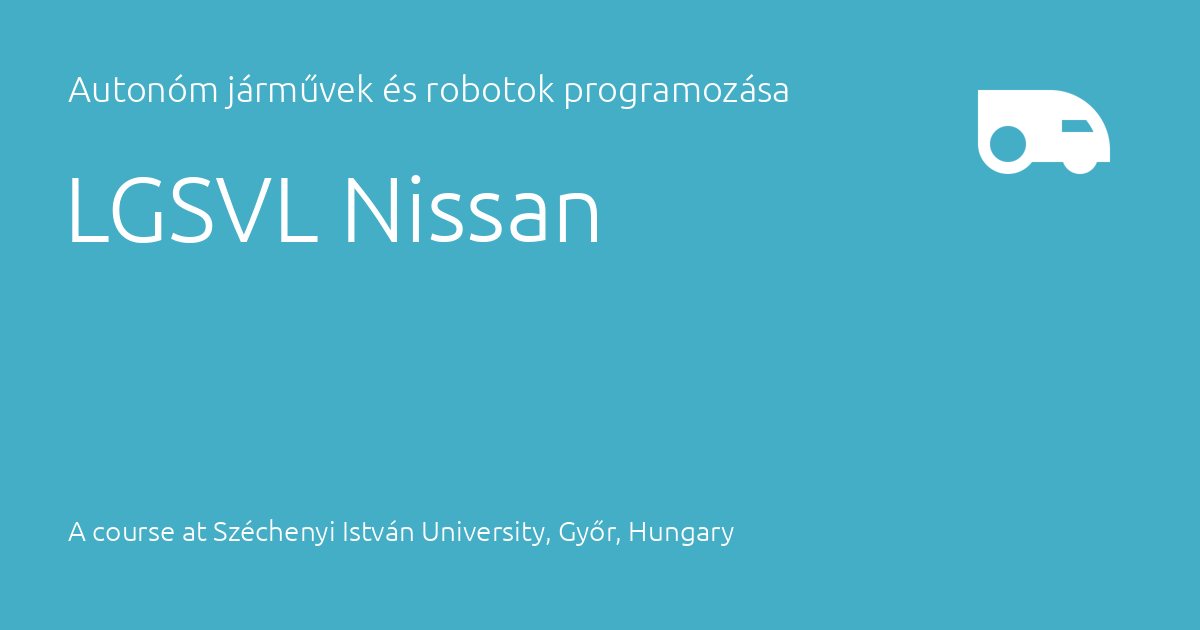 Autonóm járművek és robotok programozása
LGSVL Nissan
A course at Széchenyi István University, Győr, Hungary